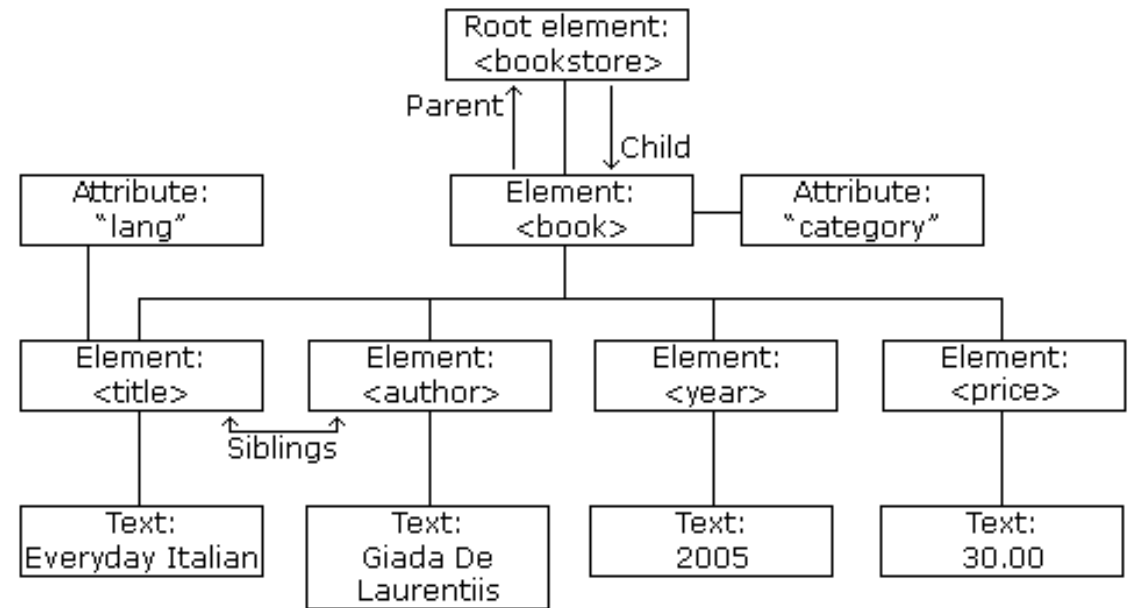 Root element:
<bookstore>
Parent
Child
Attribute:
“lang”
Element:
<book>
Attribute:
“category”
Element:
<title>
Element:
<author>
Element:
<year>
Element:
<price>
Siblings
Text:
Everyday Italian
Text:
Giada De
Laurentiis
Text:
2005
Text:
30.00